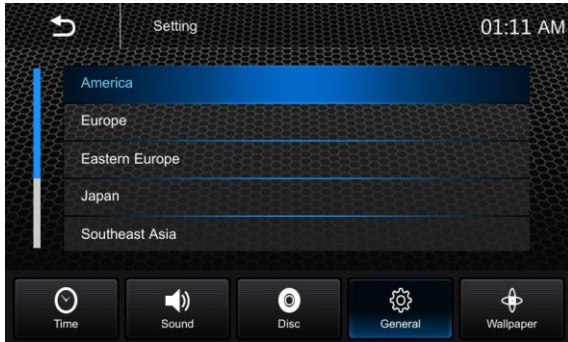 Setting
01:11 AM
America
Europe
Eastern Europe
Japan
Southeast Asia
Time
Sound
Disc
General
Wallpaper